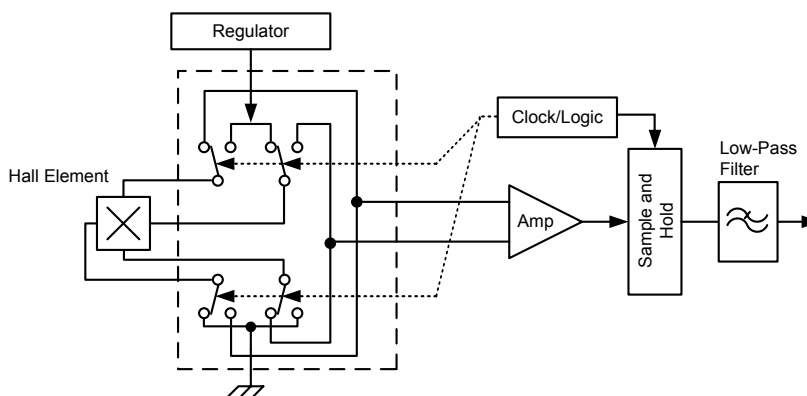 Regulator
Clock/Logic
Hall Element
Low-Pass
Filter
Amp
Sample and
Hold